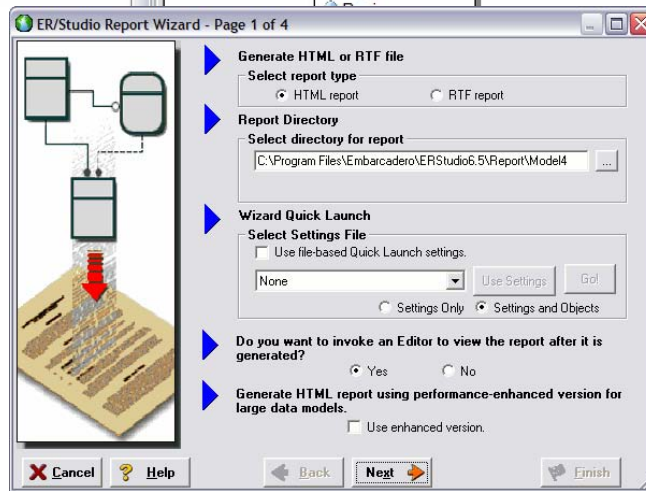 ER/Studio Report Wizard - Page 1 of 4
Generate HTML or RTF file
Select report type
HTML report RTF report
Report Directory
Select directory for report
C:\Program Files\Embarcadero\ERStudio6.5\Report\Model4 ...
Wizard Quick Launch
Select Settings File
Use file-based Quick Launch settings.
None Use Settings Go!
Settings Only Settings and Objects
Do you want to invoke an Editor to view the report after it is
generated?
Yes No
Generate HTML report using performance-enhanced version for
large data models.
Use enhanced version.
Cancel Help Back Next Finish